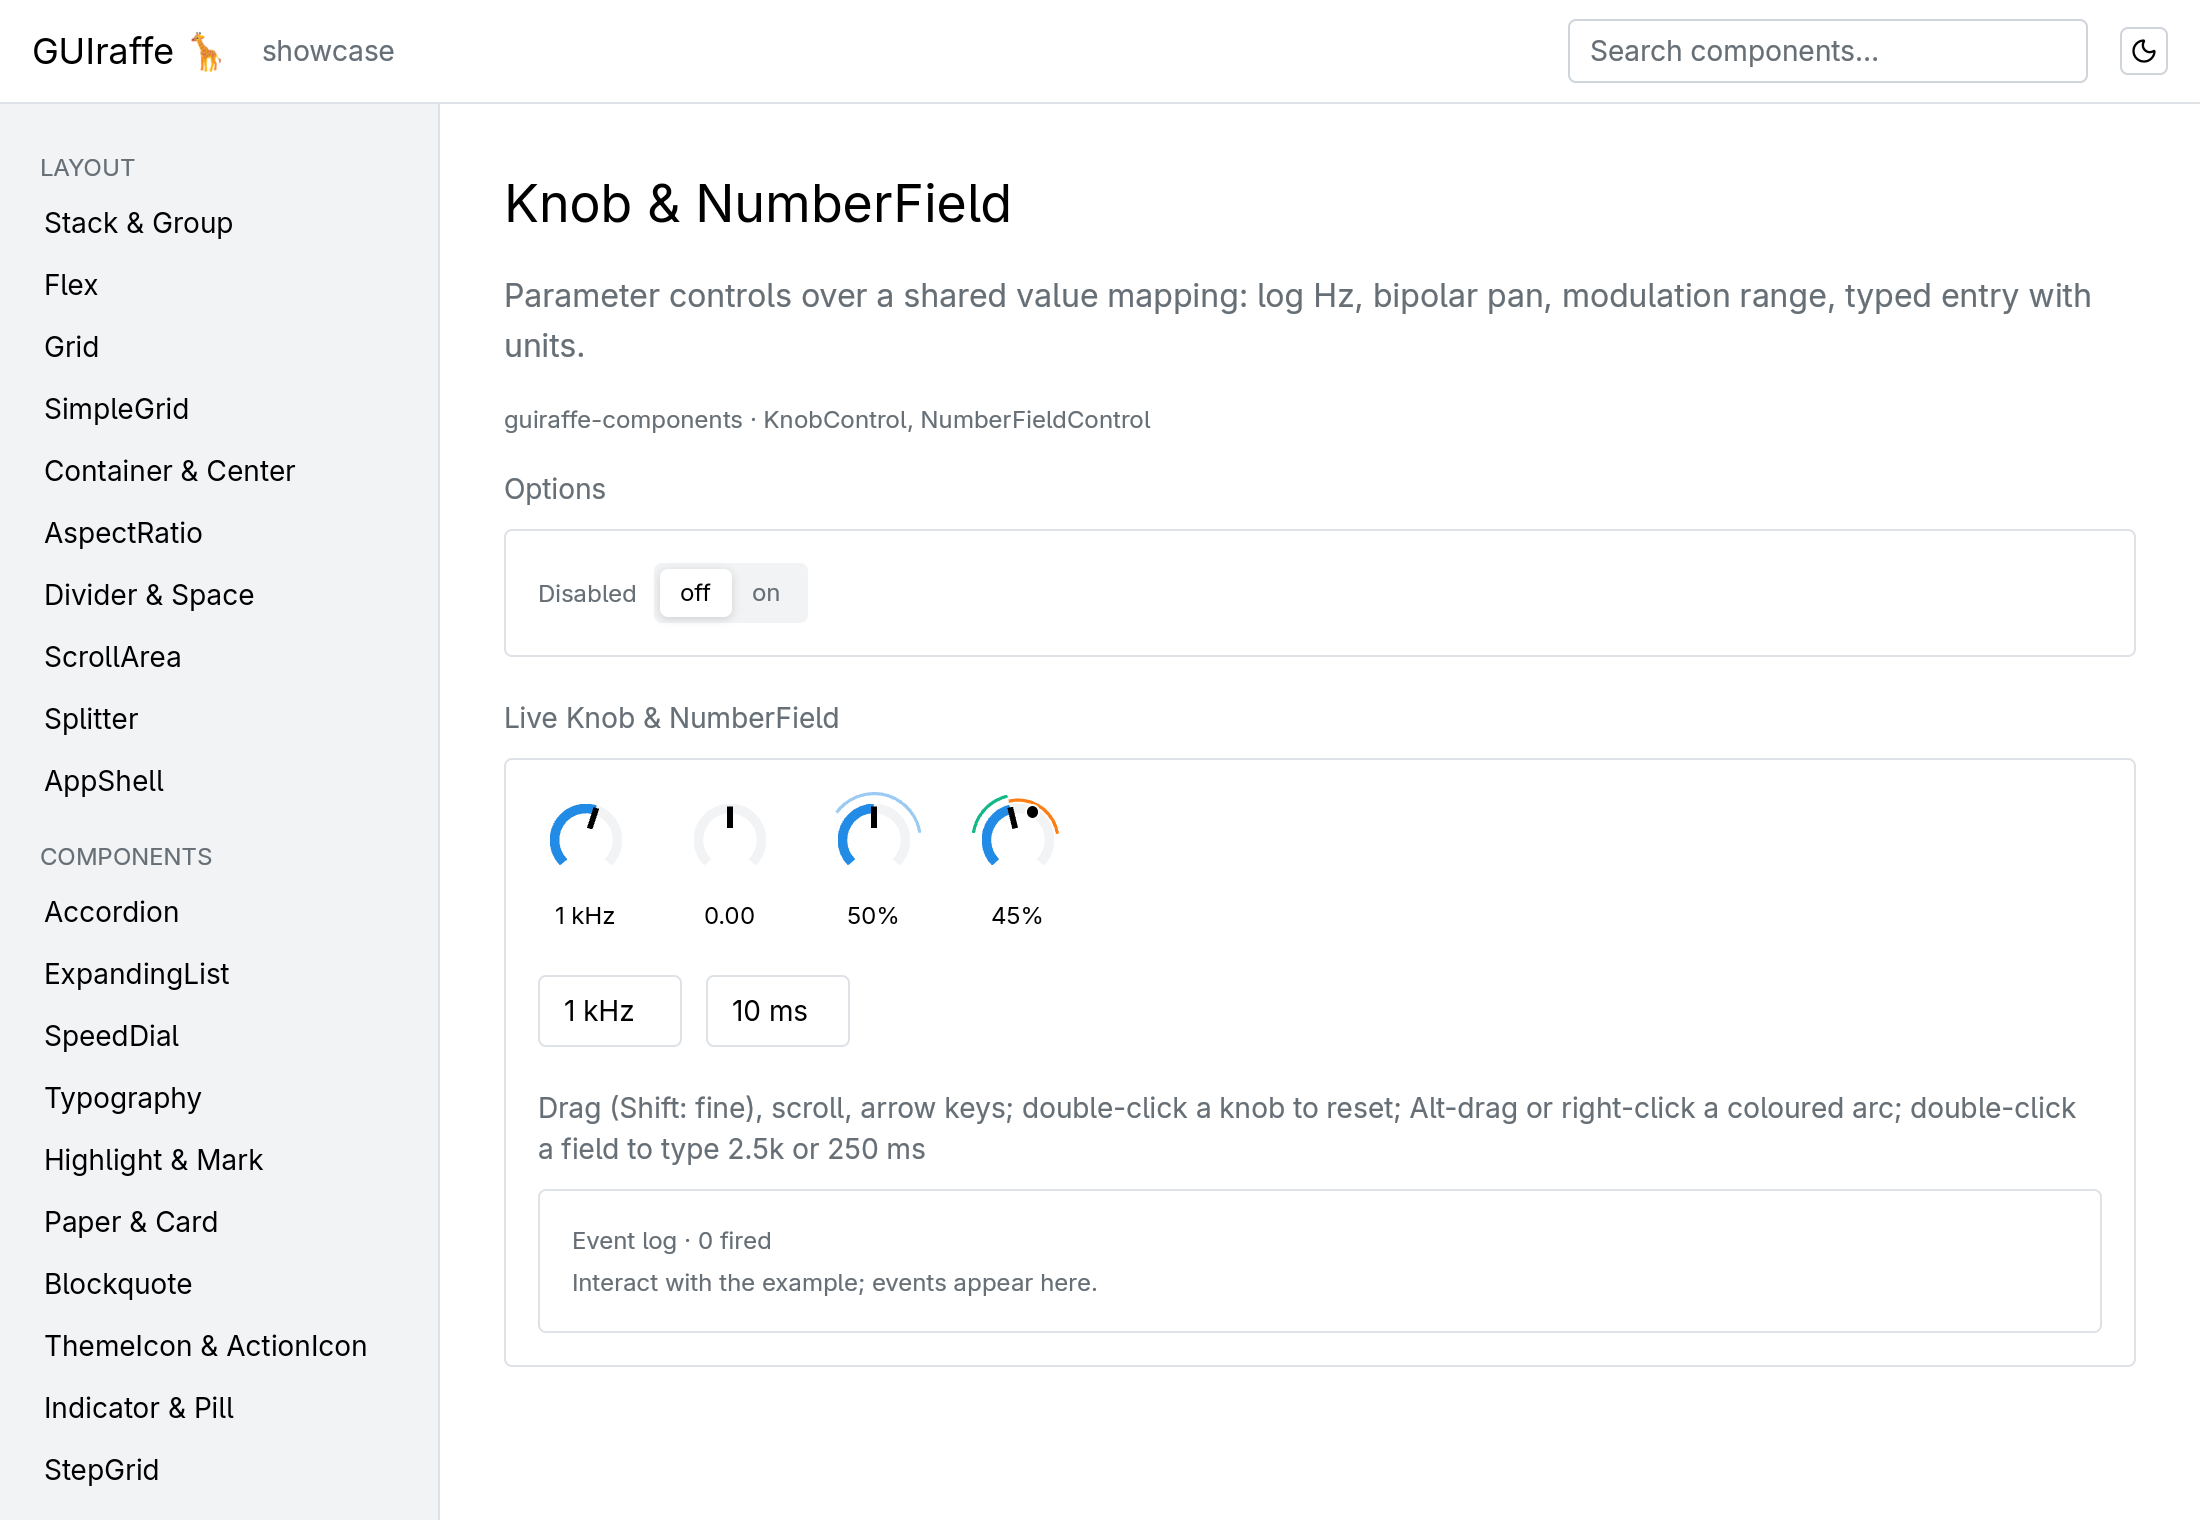 GUIraffe 🦒 showcase
Search components...
LAYOUT
Stack & Group
Flex
Grid
SimpleGrid
Container & Center
AspectRatio
Divider & Space
ScrollArea
Splitter
AppShell
COMPONENTS
Accordion
ExpandingList
SpeedDial
Typography
Highlight & Mark
Paper & Card
Blockquote
ThemeIcon & ActionIcon
Indicator & Pill
StepGrid
Knob & NumberField
Parameter controls over a shared value mapping: log Hz, bipolar pan, modulation range, typed entry with
units.
guiraffe-components · KnobControl, NumberFieldControl
Options
Disabled off on
Live Knob & NumberField
1 kHz 0.00 50% 45%
1 kHz 10 ms
Drag (Shift: fine), scroll, arrow keys; double-click a knob to reset; Alt-drag or right-click a coloured arc; double-click
a field to type 2.5k or 250 ms
Event log · 0 fired
Interact with the example; events appear here.